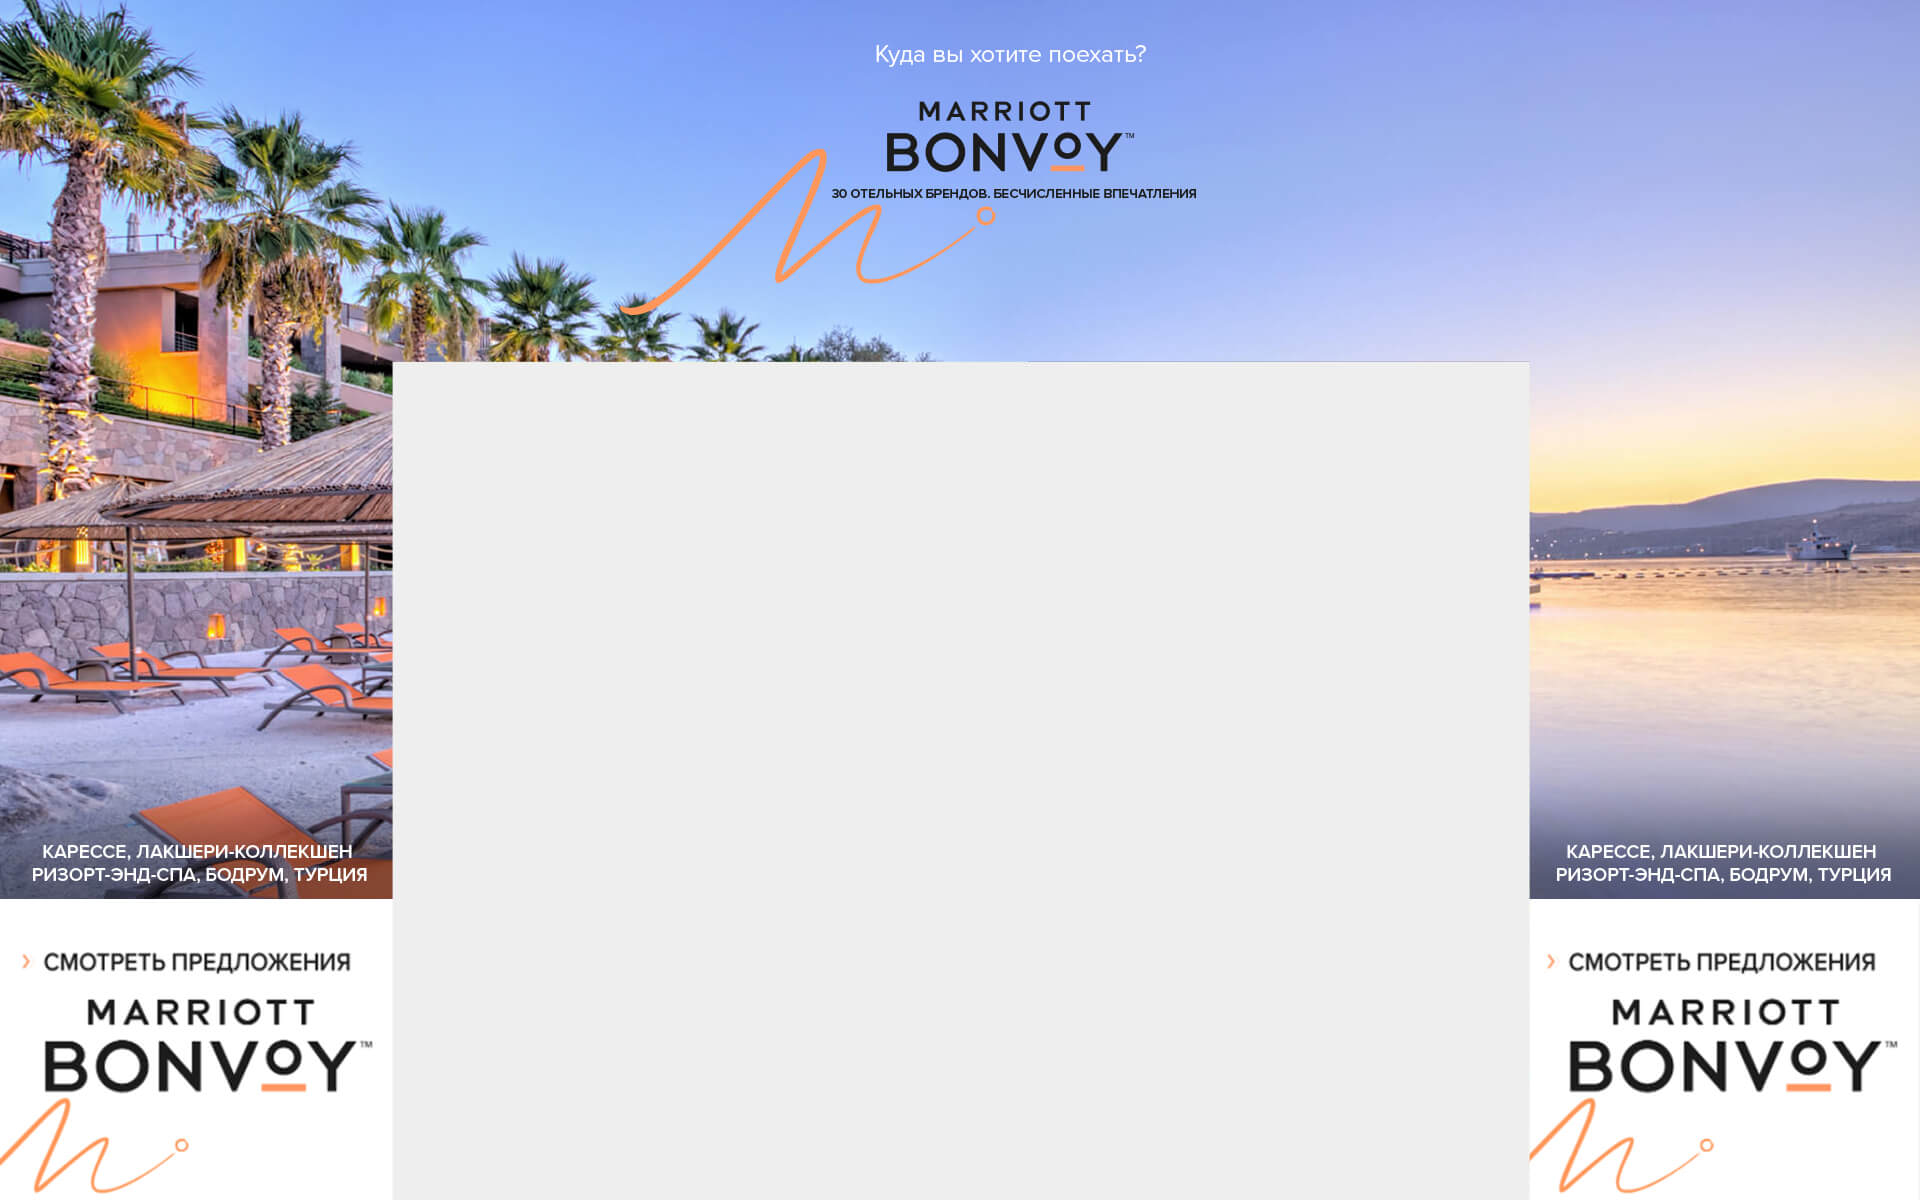 Куда вы хотите поехать?
MARRIOTT
BONVOY™
30 ОТЕЛЬНЫХ БРЕНДОВ. БЕСЧИСЛЕННЫЕ ВПЕЧАТЛЕНИЯ
КАРЕССЕ, ЛАКШЕРИ-КОЛЛЕКШЕН
РИЗОРТ-ЭНД-СПА, БОДРУМ, ТУРЦИЯ
› СМОТРЕТЬ ПРЕДЛОЖЕНИЯ
MARRIOTT
BONVOY™
КАРЕССЕ, ЛАКШЕРИ-КОЛЛЕКШЕН
РИЗОРТ-ЭНД-СПА, БОДРУМ, ТУРЦИЯ
› СМОТРЕТЬ ПРЕДЛОЖЕНИЯ
MARRIOTT
BONVOY™